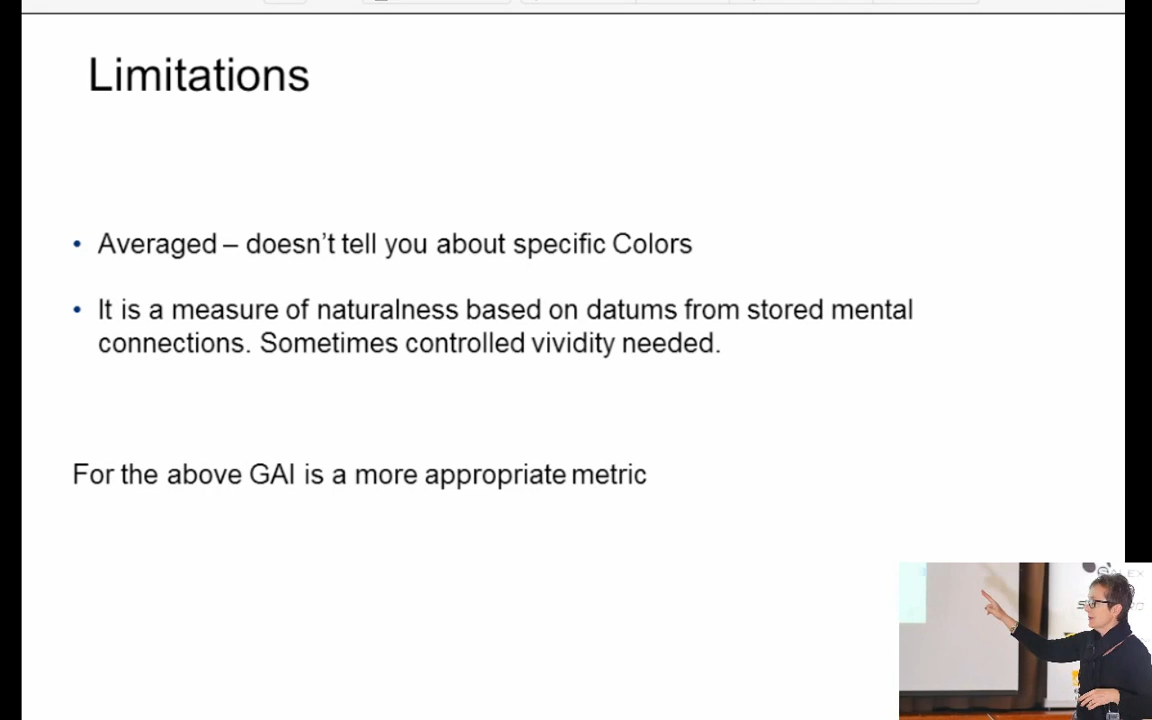 Limitations
• Averaged – doesn't tell you about specific Colors
• It is a measure of naturalness based on datums from stored mental
connections. Sometimes controlled vividity needed.
For the above GAI is a more appropriate metric